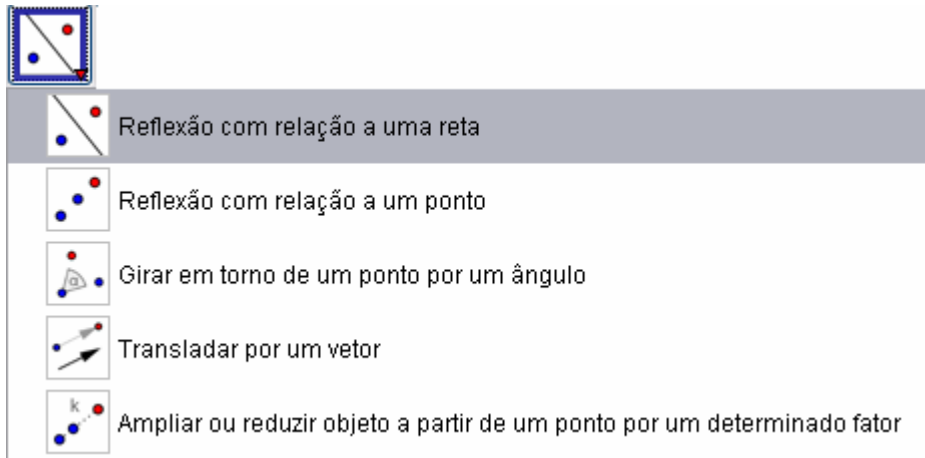 Reflexão com relação a uma reta
Reflexão com relação a um ponto
α
Girar em torno de um ponto por um ângulo
Transladar por um vetor
k
Ampliar ou reduzir objeto a partir de um ponto por um determinado fator